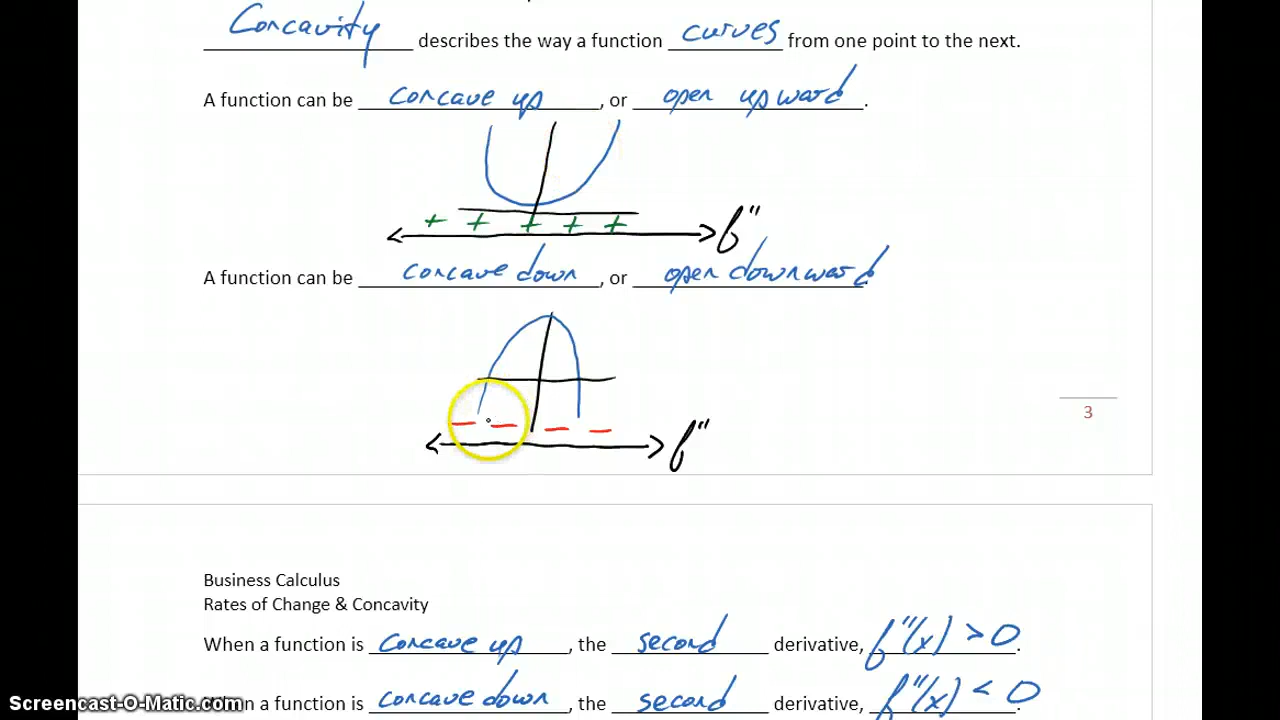 Concavity describes the way a function curves from one point to the next.
A function can be concave up, or open upward.
+ + + + +
f"
A function can be concave down, or open downward.
— — — —
f"
3
Business Calculus
Rates of Change & Concavity
When a function is concave up, the second derivative, f"(x) > 0.
n a function is concave down, the second derivative, f"(x) < 0.
Screencast-O-Matic.com